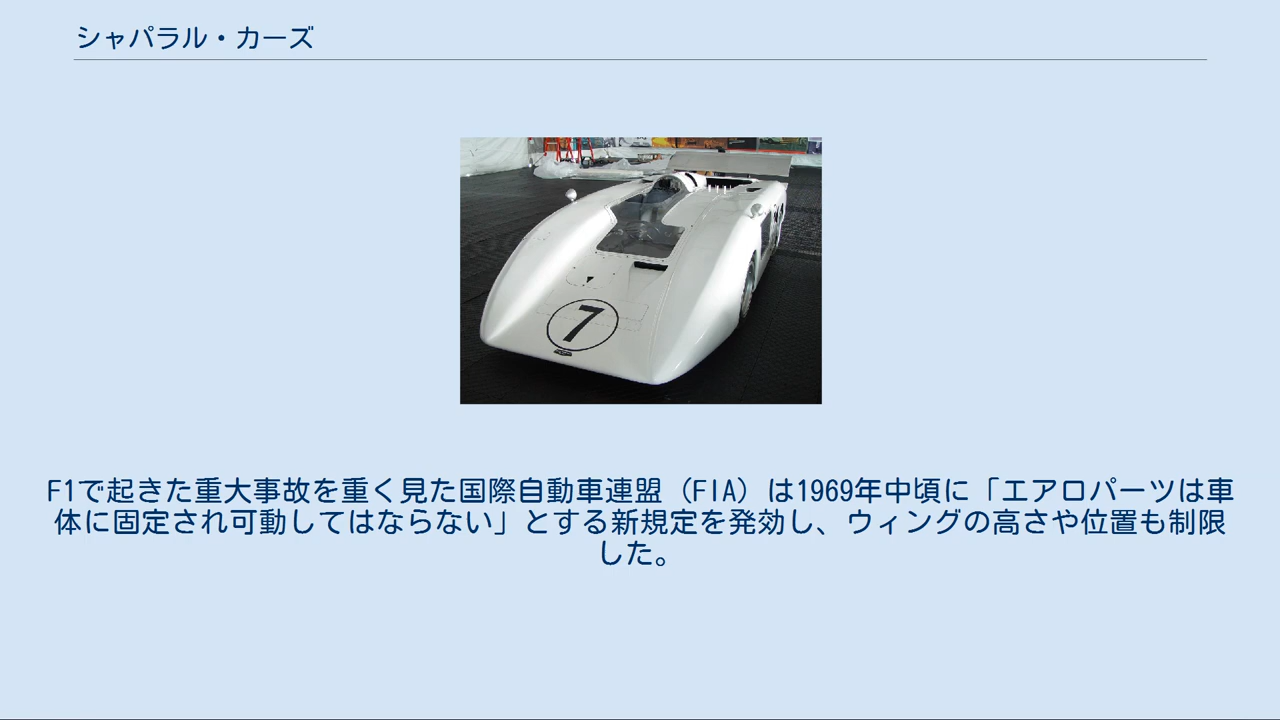 シャパラル・カーズ
7
F1で起きた重大事故を重く見た国際自動車連盟（FIA）は1969年中頃に「エアロパーツは車
体に固定され可動してはならない」とする新規定を発効し、ウィングの高さや位置も制限
した。